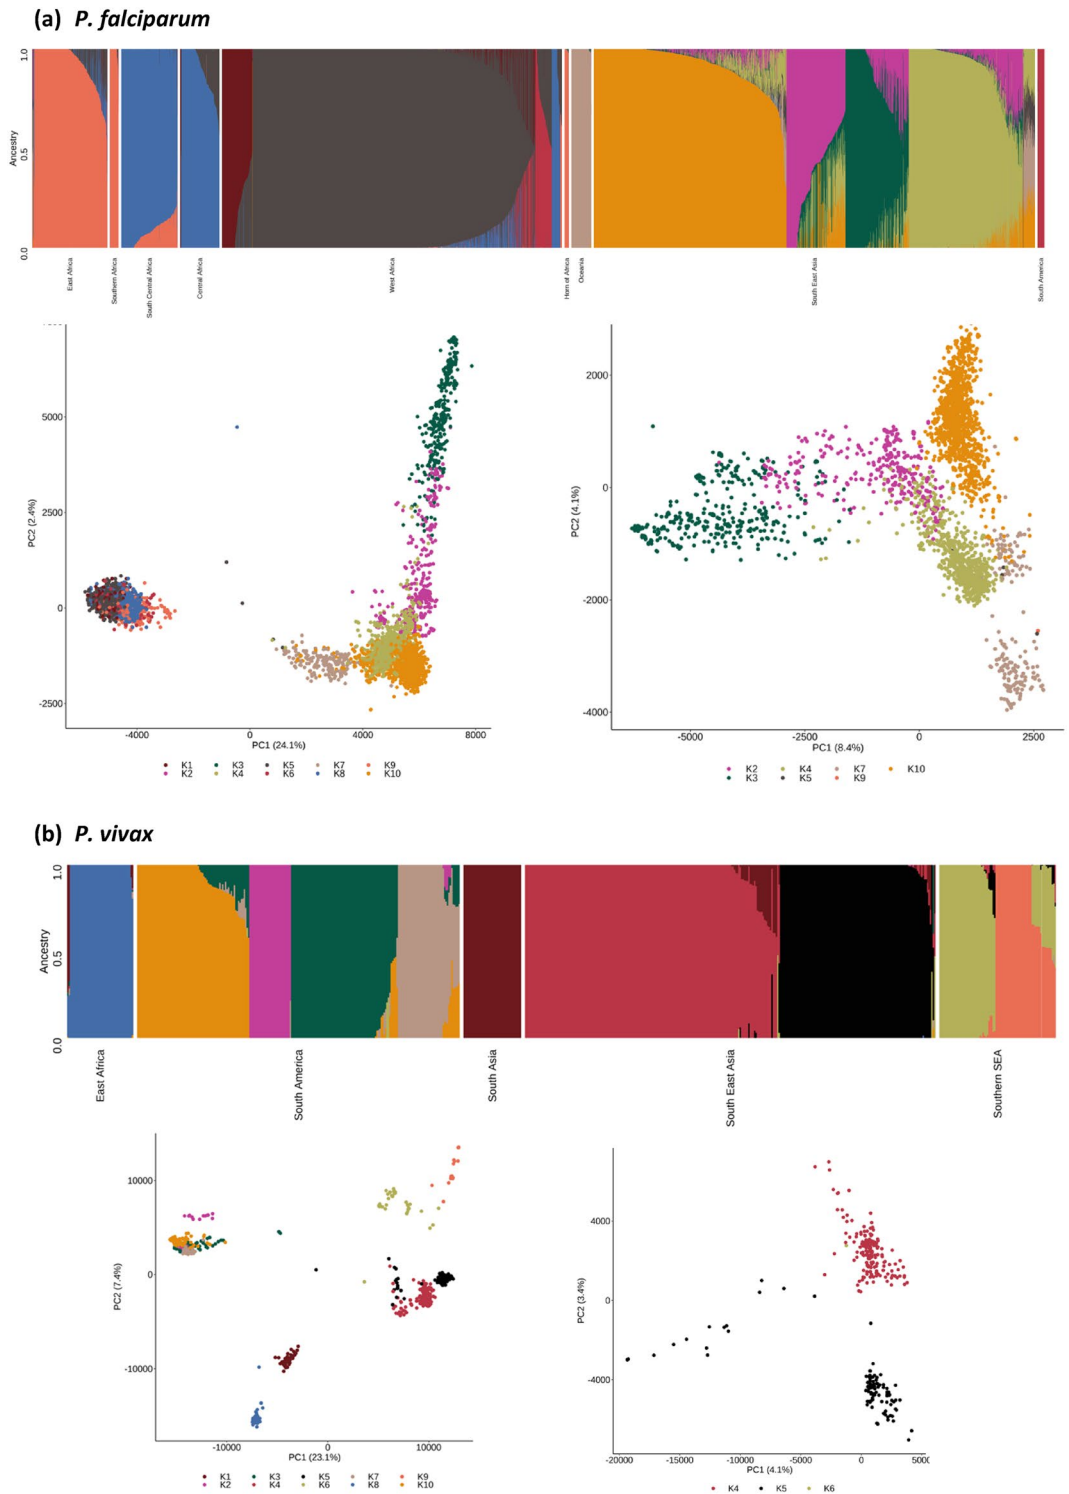 (a) P. falciparum
1.0
0.5
0.0
Ancestry
East Africa
Southern Africa
South Central Africa
Central Africa
West Africa
Horn of Africa
Oceania
South East Asia
South America
5000
2500
0
-2500
PC2 (2.4%)
-4000 0 4000 8000
PC1 (24.1%)
K1 K3 K5 K7 K9
K2 K4 K6 K8 K10
2000
0
-2000
-4000
PC2 (4.1%)
-5000 -2500 0 2500
PC1 (8.4%)
K2 K4 K7 K10
K3 K5 K9
(b) P. vivax
1.0
0.5
0.0
Ancestry
East Africa
South America
South Asia
South East Asia
Southern SEA
10000
0
-10000
PC2 (7.4%)
-10000 0 10000
PC1 (23.1%)
K1 K3 K5 K7 K9
K2 K4 K6 K8 K10
4000
0
-4000
PC2 (3.4%)
-20000 -15000 -10000 -5000 0 5000
PC1 (4.1%)
K4 K5 K6